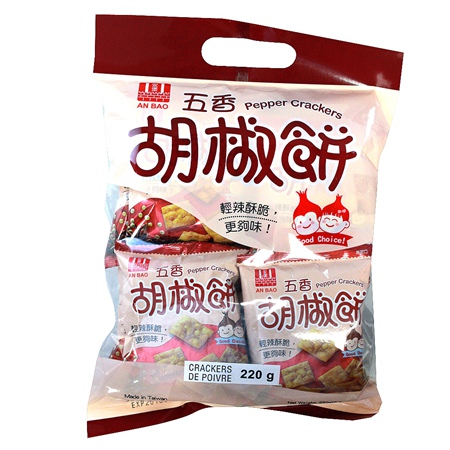 AN BAO
五香 Pepper Crackers
胡椒餅
輕辣酥脆，
更夠味！
Good Choice!
AN BAO
五香
Pepper Crackers
胡椒餅
輕辣酥脆，
更夠味！
AN BAO
五香
Pepper Crackers
胡椒餅
輕辣酥脆，
更夠味！
CRACKERS
DE POIVRE
220 g
Made in Taiwan